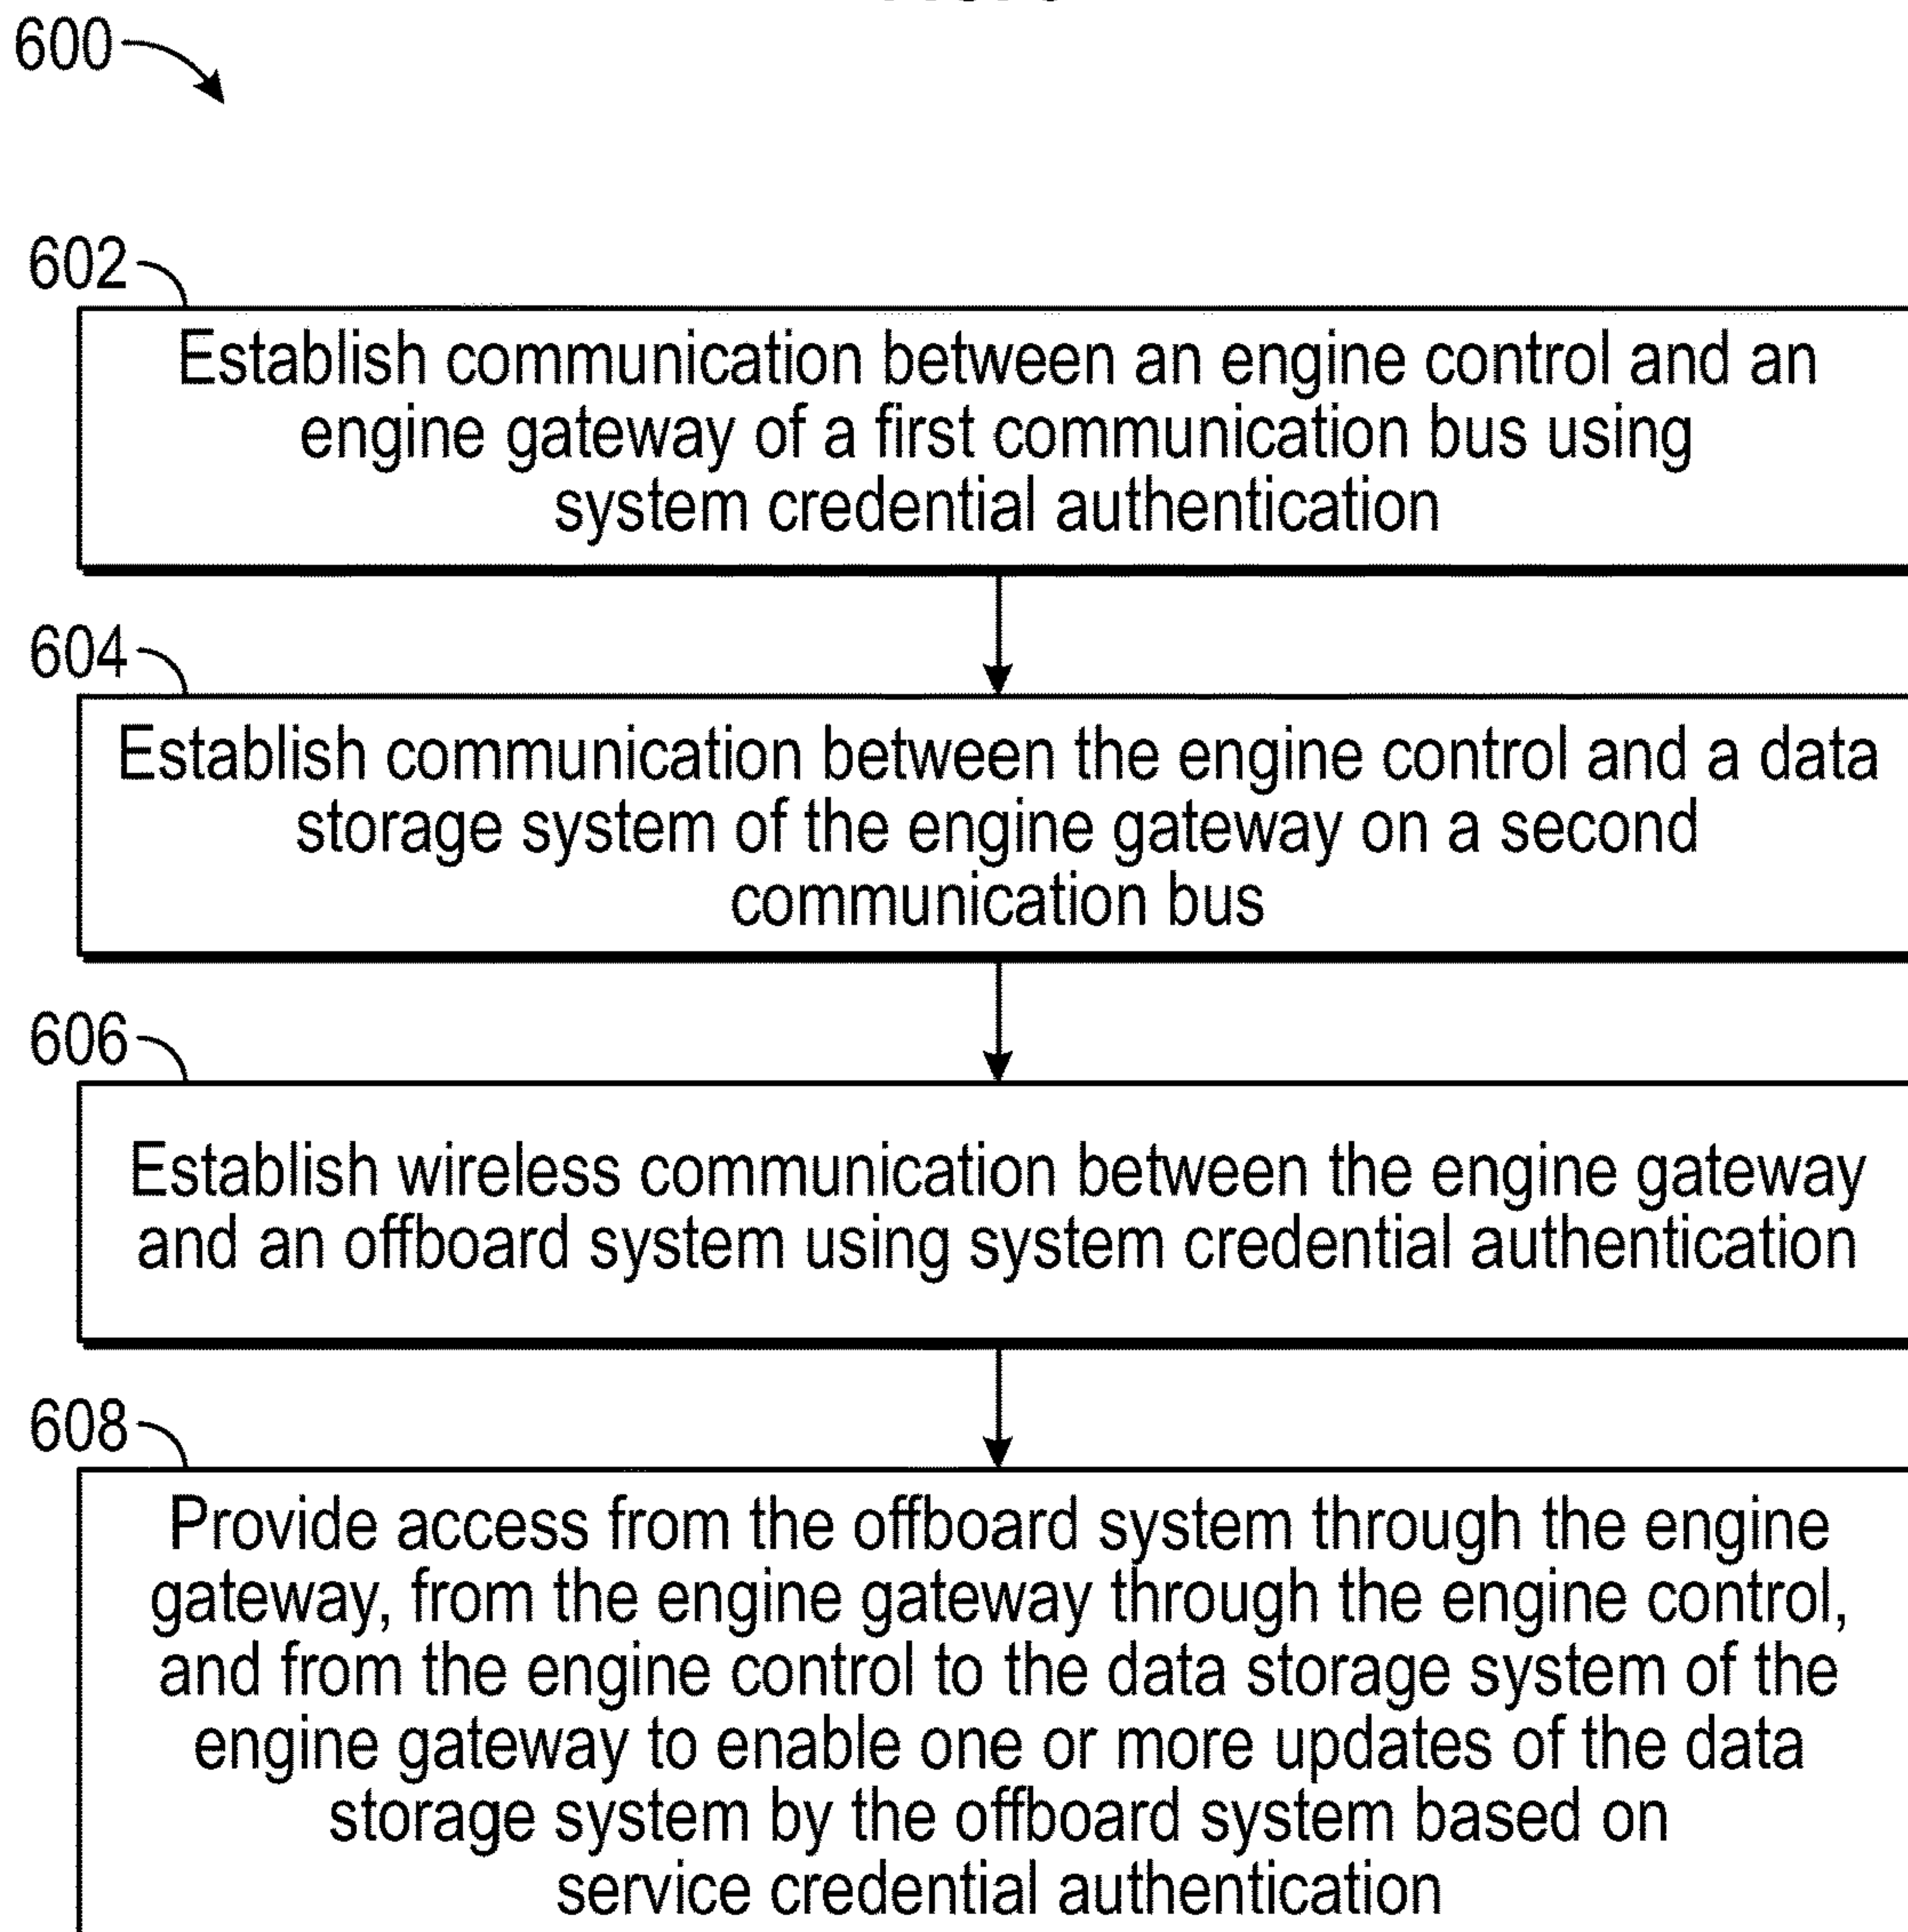 600
602
Establish communication between an engine control and an
engine gateway of a first communication bus using
system credential authentication
604
Establish communication between the engine control and a data
storage system of the engine gateway on a second
communication bus
606
Establish wireless communication between the engine gateway
and an offboard system using system credential authentication
608
Provide access from the offboard system through the engine
gateway, from the engine gateway through the engine control,
and from the engine control to the data storage system of the
engine gateway to enable one or more updates of the data
storage system by the offboard system based on
service credential authentication